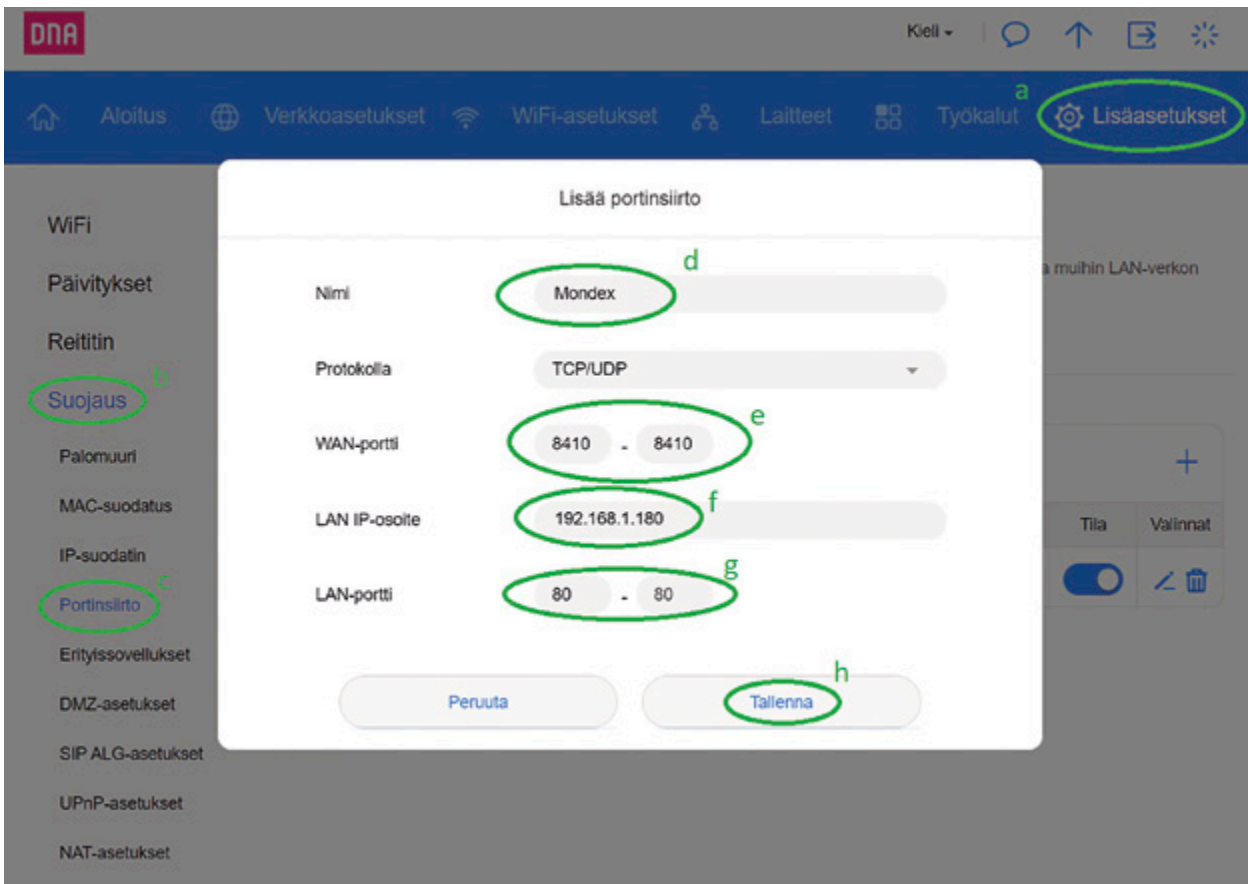 DNA
Kieli
a
Aloitus Verkkoasetukset WiFi-asetukset Laitteet Työkalut Lisäasetukset
Lisää portinsiirto
WiFi
Päivitykset
Reititin
b
Suojaus
Palomuuri
MAC-suodatus
IP-suodatin
c
Portinsiirto
Erityissovellukset
DMZ-asetukset
SIP ALG-asetukset
UPnP-asetukset
NAT-asetukset
d
Nimi Mondex
Protokolla TCP/UDP
e
WAN-portti 8410 - 8410
f
LAN IP-osoite 192.168.1.180
g
LAN-portti 80 - 80
h
Peruuta Tallenna
a muihin LAN-verkon
Tila Valinnat